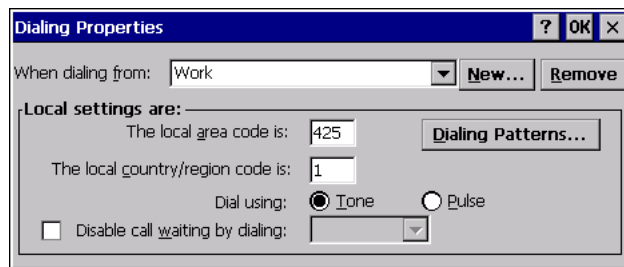 Dialing Properties ? OK ×
When dialing from: Work New... Remove
Local settings are:
The local area code is: 425 Dialing Patterns...
The local country/region code is: 1
Dial using: Tone Pulse
Disable call waiting by dialing: